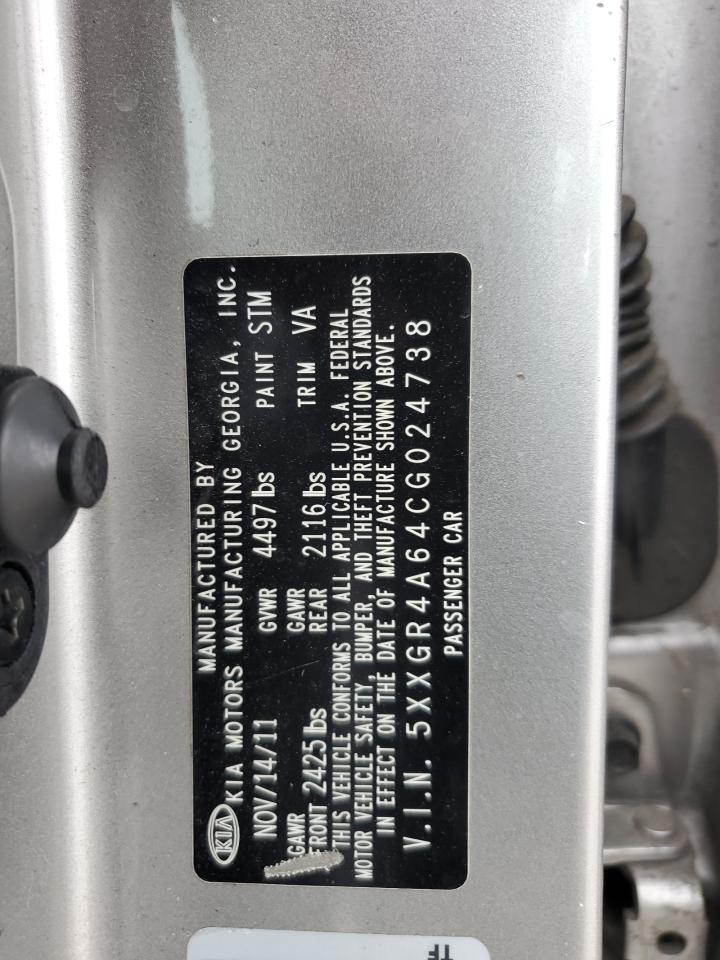 MANUFACTURED BY
KIA KIA MOTORS MANUFACTURING GEORGIA, INC.
NOV/14/11 GVWR 4497 lbs PAINT STM
GAWR FRONT 2425 lbs GAWR REAR 2116 lbs TRIM VA
THIS VEHICLE CONFORMS TO ALL APPLICABLE U.S.A. FEDERAL
MOTOR VEHICLE SAFETY, BUMPER, AND THEFT PREVENTION STANDARDS
IN EFFECT ON THE DATE OF MANUFACTURE SHOWN ABOVE.
V.I.N. 5XXGR4A64CG024738
PASSENGER CAR